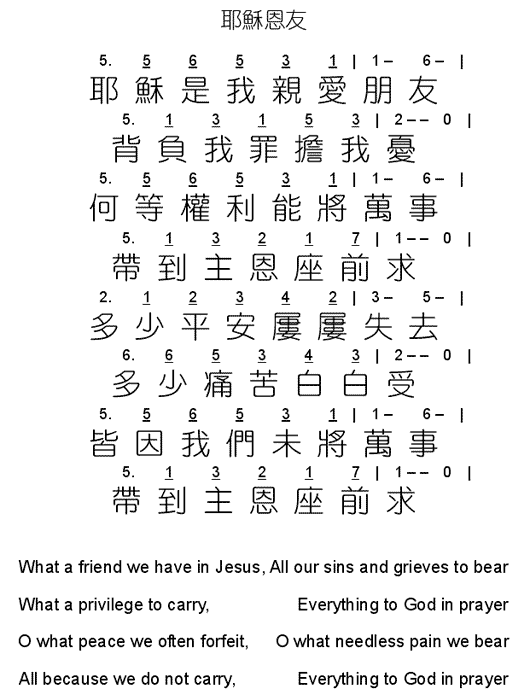 耶穌恩友
5. 5 6 5 3 1 | 1 – 6 – |
耶 穌 是 我 親 愛 朋 友
5. 1 3 1 5 3 | 2 – – 0 |
背 負 我 罪 擔 我 憂
5. 5 6 5 3 1 | 1 – 6 – |
何 等 權 利 能 將 萬 事
5. 1 3 2 1 7 | 1 – – 0 |
帶 到 主 恩 座 前 求
2. 1 2 3 4 2 | 3 – 5 – |
多 少 平 安 屢 屢 失 去
6. 6 5 3 4 3 | 2 – – 0 |
多 少 痛 苦 白 白 受
5. 5 6 5 3 1 | 1 – 6 – |
皆 因 我 們 未 將 萬 事
5. 1 3 2 1 7 | 1 – – 0 |
帶 到 主 恩 座 前 求
What a friend we have in Jesus, All our sins and grieves to bear
What a privilege to carry, Everything to God in prayer
O what peace we often forfeit, O what needless pain we bear
All because we do not carry, Everything to God in prayer